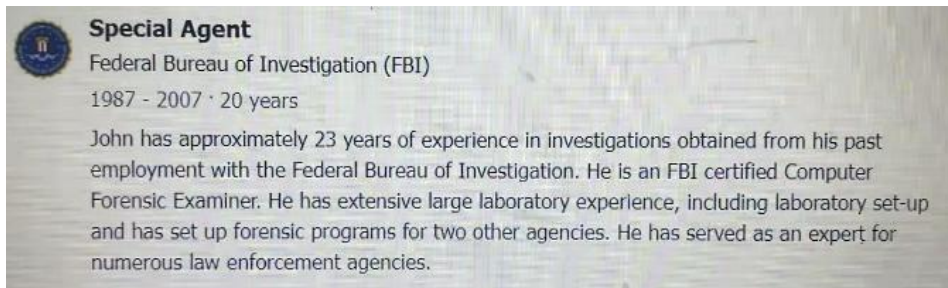 Special Agent
Federal Bureau of Investigation (FBI)
1987 - 2007 · 20 years
John has approximately 23 years of experience in investigations obtained from his past
employment with the Federal Bureau of Investigation. He is an FBI certified Computer
Forensic Examiner. He has extensive large laboratory experience, including laboratory set-up
and has set up forensic programs for two other agencies. He has served as an expert for
numerous law enforcement agencies.